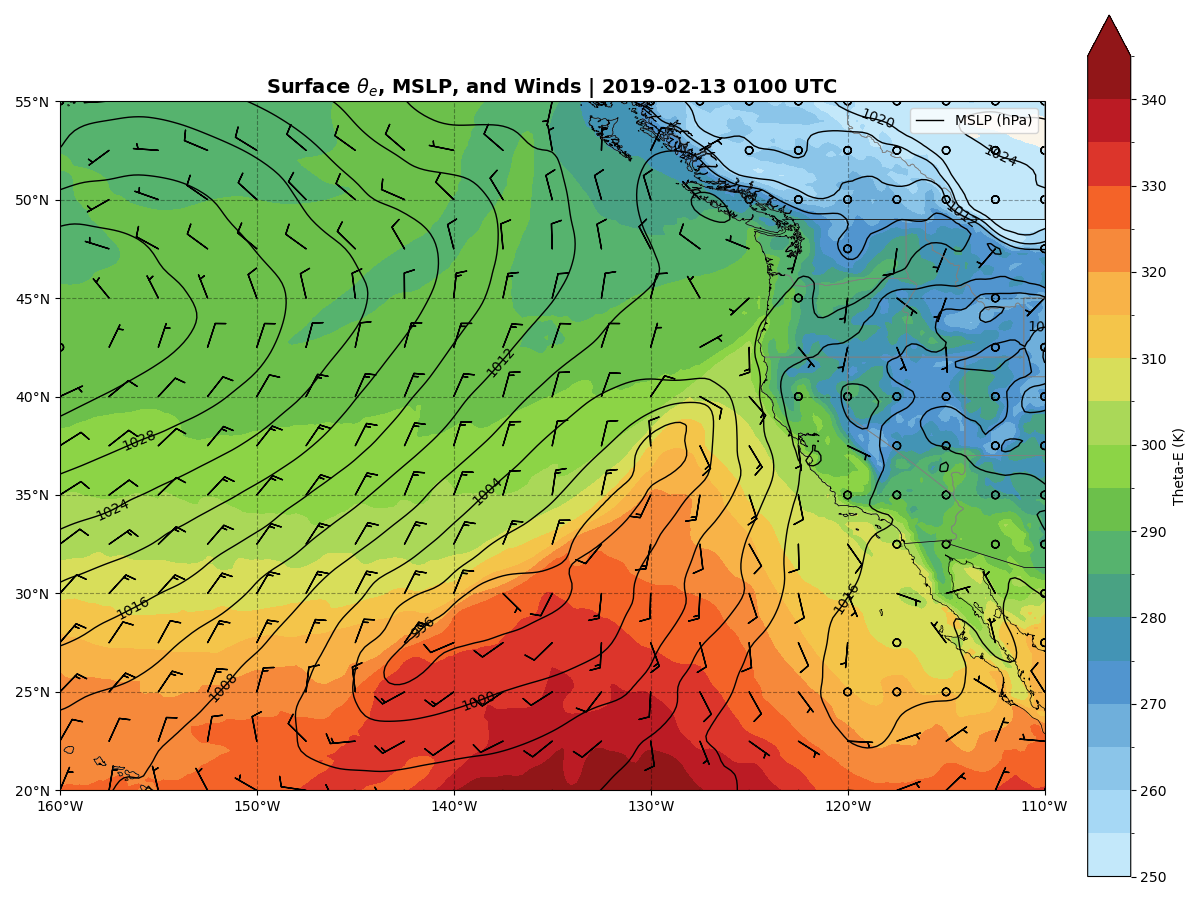 Surface θₑ, MSLP, and Winds | 2019-02-13 0100 UTC
MSLP (hPa)
55°N
50°N
45°N
40°N
35°N
30°N
25°N
20°N
160°W
150°W
140°W
130°W
120°W
110°W
1020
1024
1012
1012
1028
1004
1024
1016
1016
996
1008
1000
340
330
320
310
300
290
280
270
260
250
Theta-E (K)